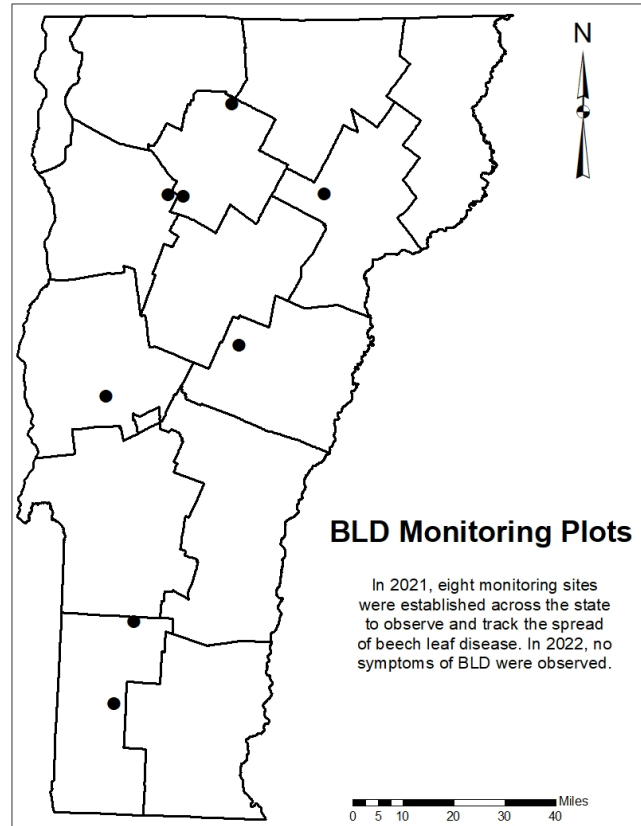 N
BLD Monitoring Plots
In 2021, eight monitoring sites
were established across the state
to observe and track the spread
of beech leaf disease. In 2022, no
symptoms of BLD were observed.
Miles
0 5 10 20 30 40